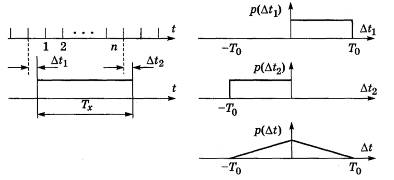 t
1 2 ... n
Δt₁ Δt₂
t
Tₓ
p(Δt₁)
Δt₁
−T₀ T₀
p(Δt₂)
Δt₂
−T₀
p(Δt)
Δt
−T₀ T₀